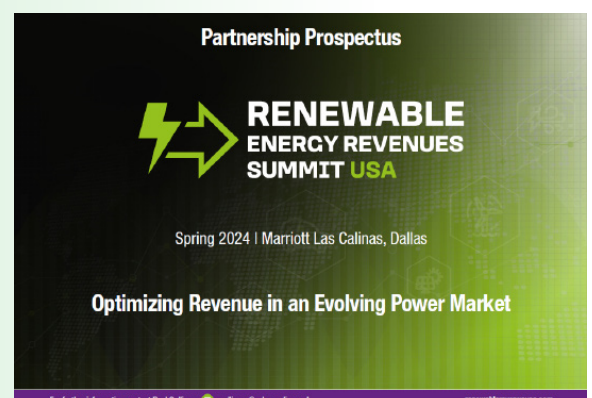 Partnership Prospectus
RENEWABLE
ENERGY REVENUES
SUMMIT USA
Spring 2024 | Marriott Las Calinas, Dallas
Optimizing Revenue in an Evolving Power Market